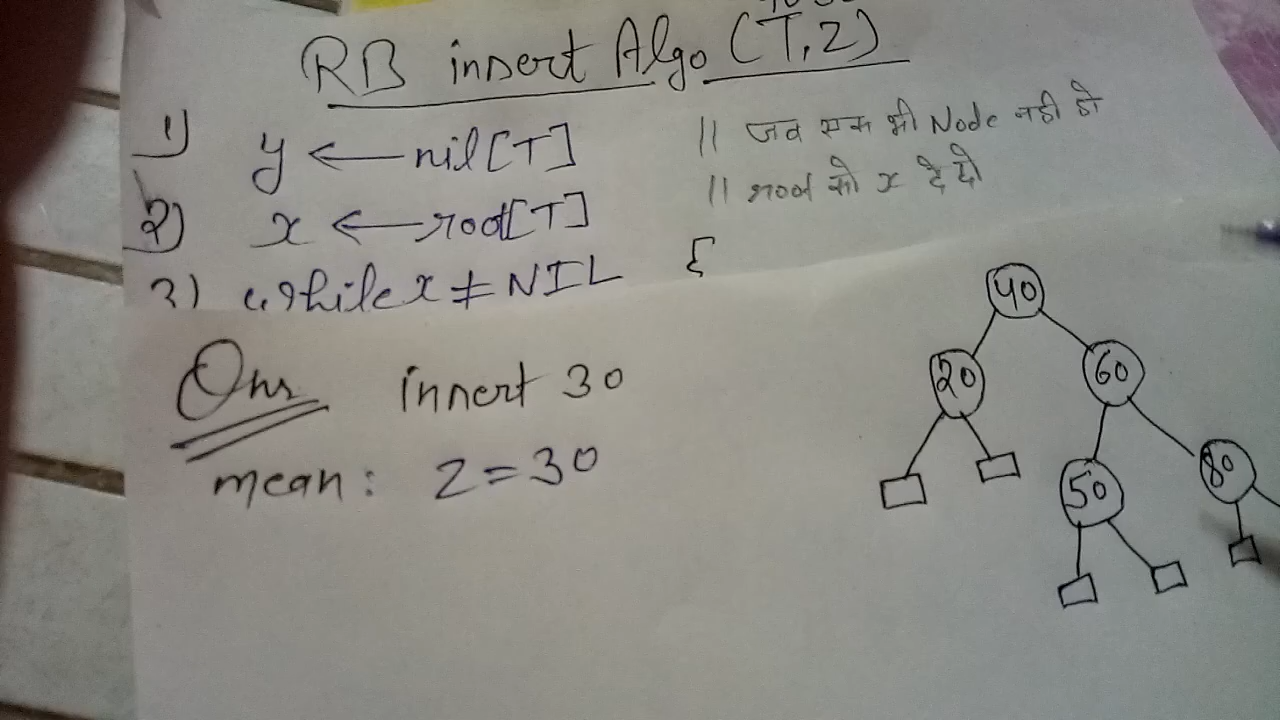 RB insert Algo (T,Z)
1) y ← nil[T] || जब एक भी Node नही हो
2) x ← root[T] || root को x दे दो
3) while x ≠ NIL {
Ons insert 30
mean: Z = 30
40
20 60
50 80